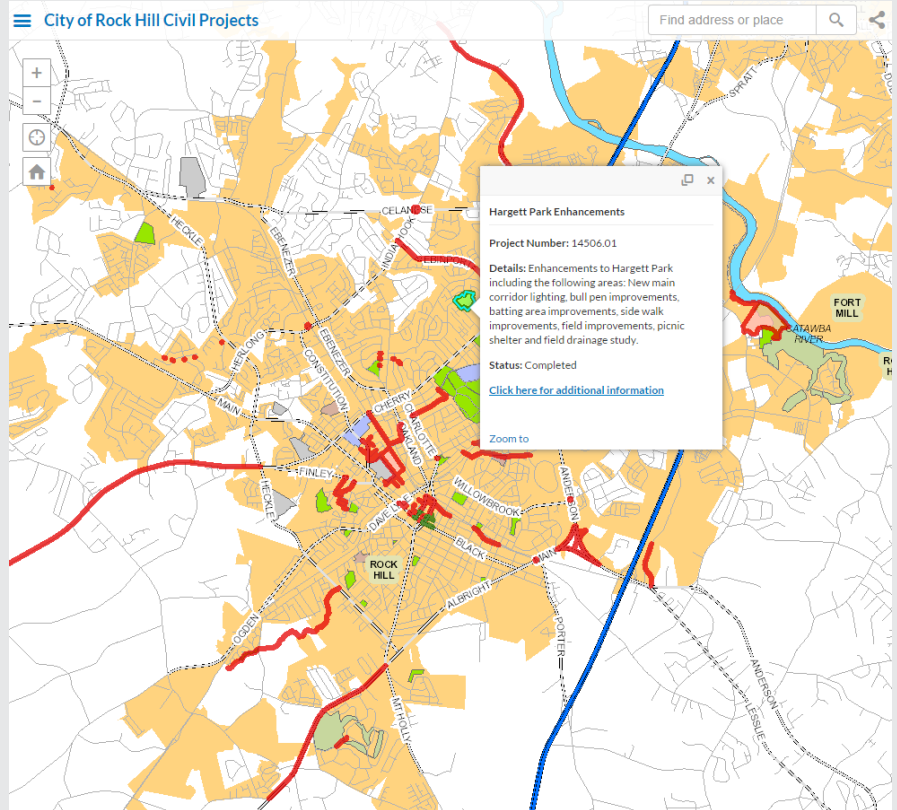 City of Rock Hill Civil Projects
Find address or place
+
SPRATT
−
CELANESE
HECKLE
EBENEZER
INDIA HOOK
EBINPORT
Hargett Park Enhancements
Project Number: 14506.01
Details: Enhancements to Hargett Park
including the following areas: New main
corridor lighting, bull pen improvements,
batting area improvements, side walk
improvements, field improvements, picnic
shelter and field drainage study.
Status: Completed
Click here for additional information
Zoom to
FORT
MILL
CATAWBA
RIVER
HERLONG
EBENEZER
CONSTITUTION
MAIN
CHERRY
CHARLOTTE
OAKLAND
FINLEY
HECKLE
DAVE LYLE
WILLOWBROOK
ANDERSON
BLACK
MAIN
ROCK
HILL
ALBRIGHT
OGDEN
PORTER
MT HOLLY
ANDERSON
LESSLIE